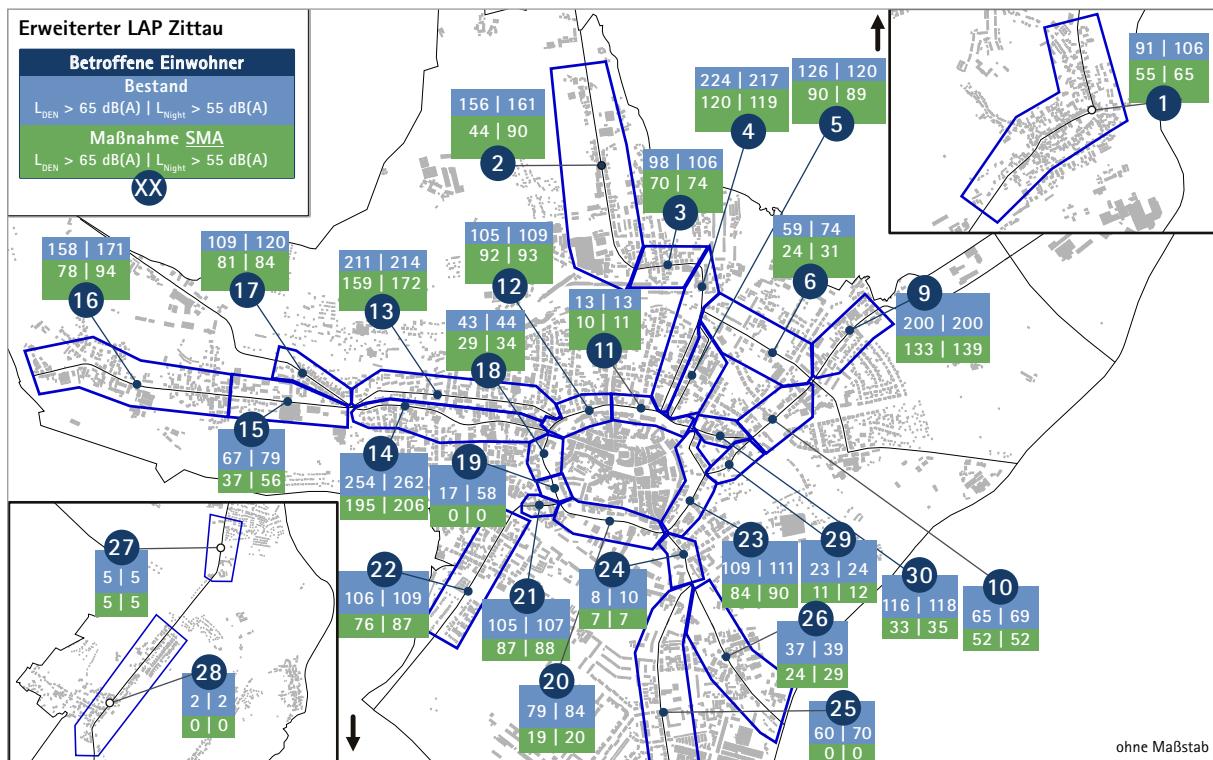 Erweiterter LAP Zittau
Betroffene Einwohner
Bestand
L_DEN > 65 dB(A) | L_Night > 55 dB(A)
Maßnahme SMA
L_DEN > 65 dB(A) | L_Night > 55 dB(A)
XX
91 | 106
55 | 65
1
156 | 161
44 | 90
2
98 | 106
70 | 74
3
224 | 217
120 | 119
4
126 | 120
90 | 89
5
59 | 74
24 | 31
6
9
200 | 200
133 | 139
158 | 171
78 | 94
16
109 | 120
81 | 84
17
211 | 214
159 | 172
13
105 | 109
92 | 93
12
43 | 44
29 | 34
18
13 | 13
10 | 11
11
15
67 | 79
37 | 56
14
254 | 262
195 | 206
19
17 | 58
0 | 0
22
106 | 109
76 | 87
21
105 | 107
87 | 88
24
8 | 10
7 | 7
20
79 | 84
19 | 20
23
109 | 111
84 | 90
29
23 | 24
11 | 12
30
116 | 118
33 | 35
10
65 | 69
52 | 52
26
37 | 39
24 | 29
25
60 | 70
0 | 0
27
5 | 5
5 | 5
28
2 | 2
0 | 0
ohne Maßstab